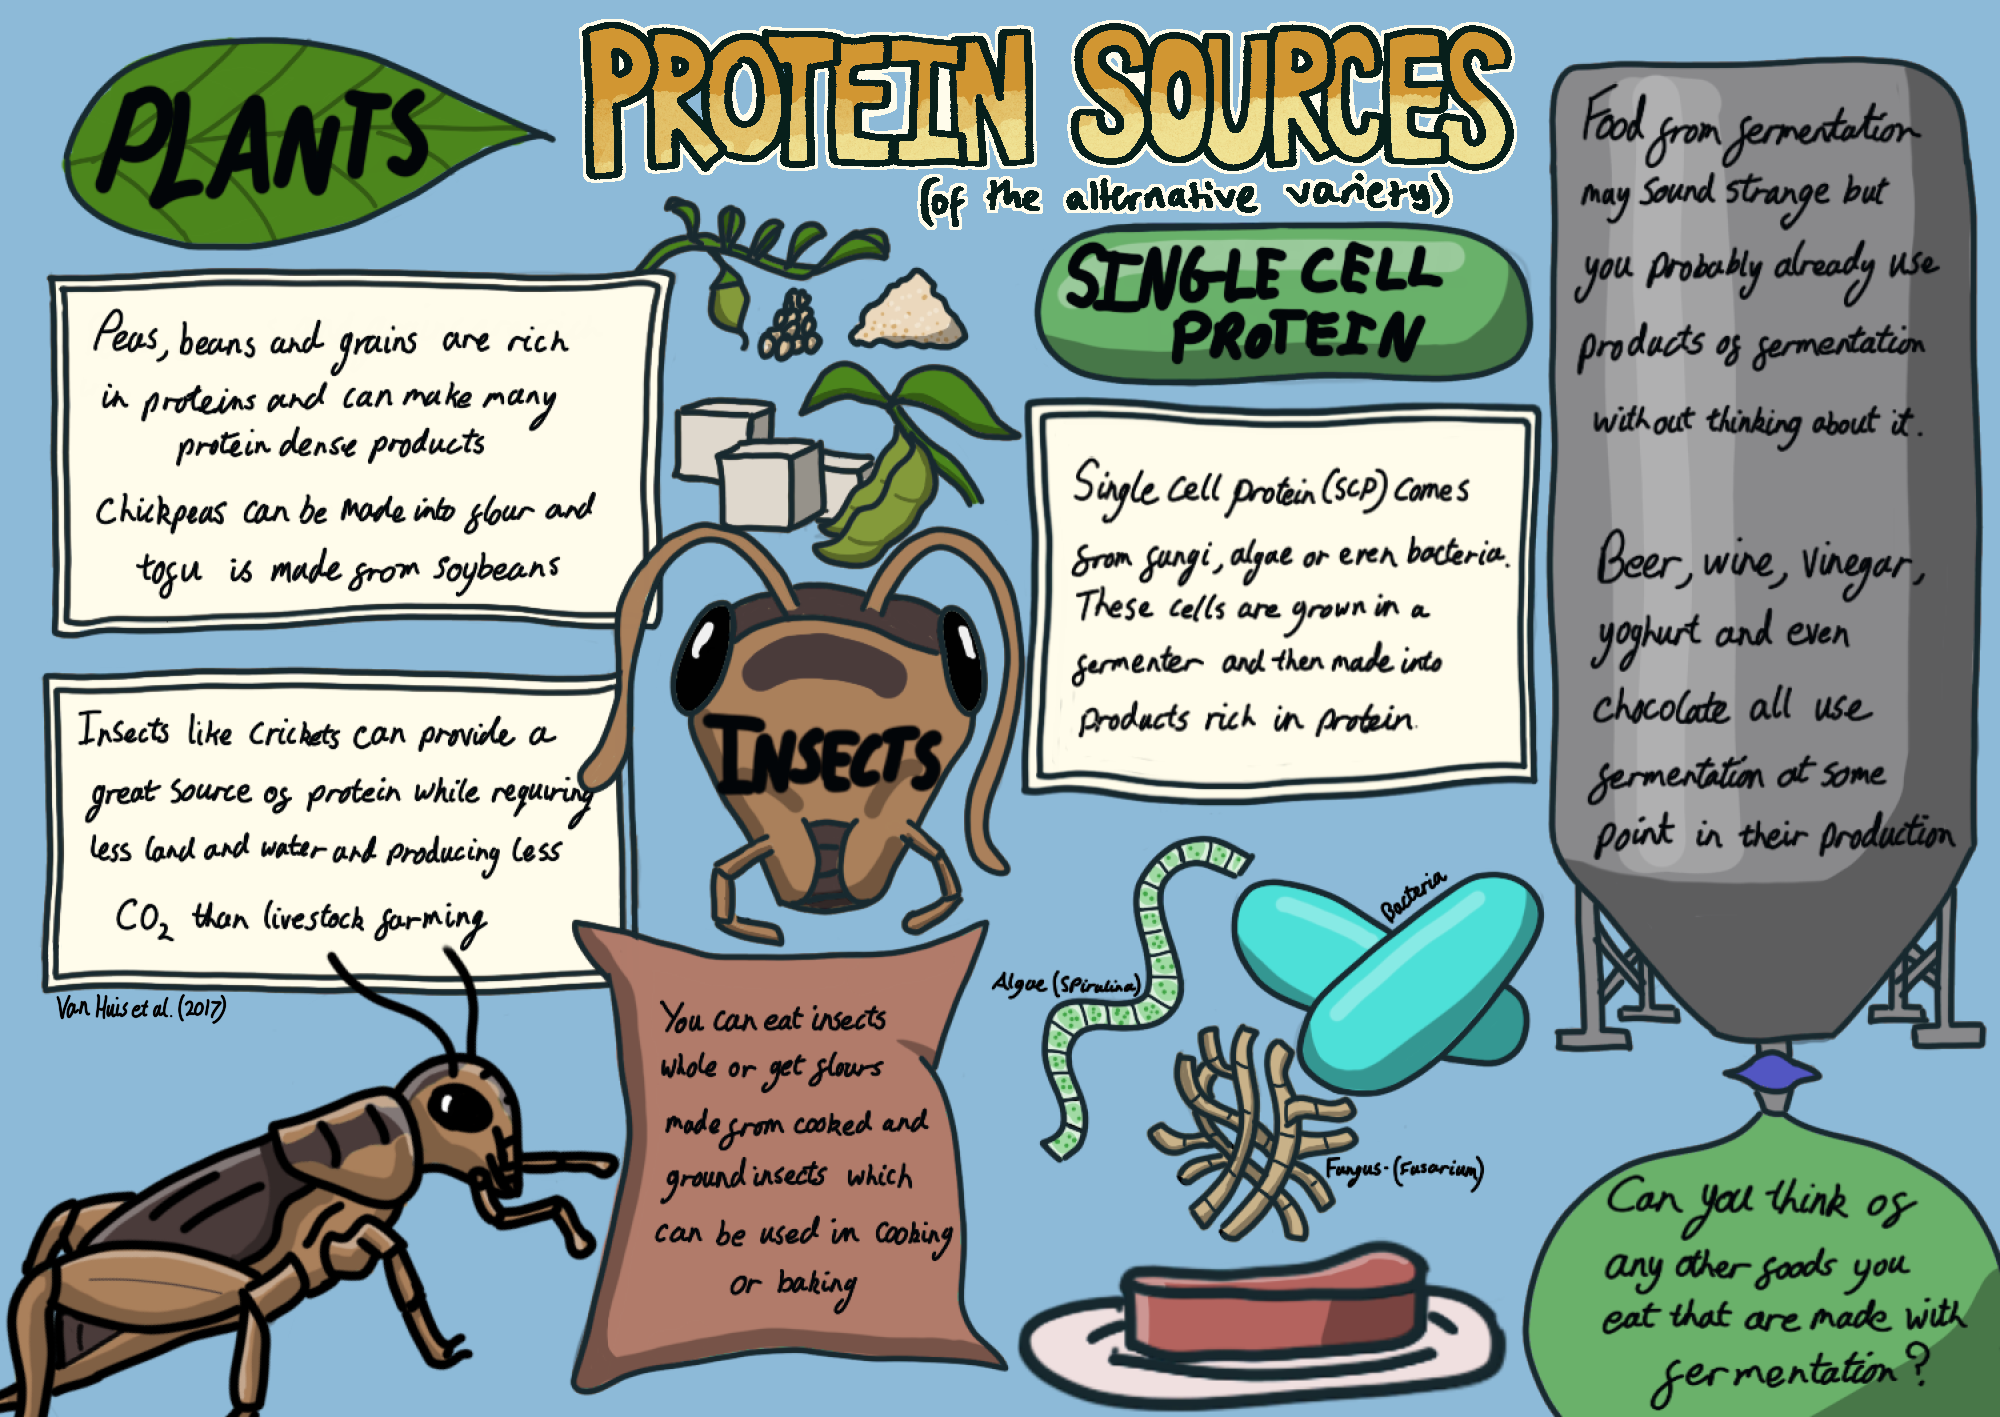 PROTEIN SOURCES
(of the alternative variety)
PLANTS
Peas, beans and grains are rich
in proteins and can make many
protein dense products
Chickpeas can be made into flour and
tofu is made from soybeans
INSECTS
Insects like crickets can provide a
great source of protein while requiring
less land and water and producing less
CO₂ than livestock farming
Van Huis et al. (2017)
You can eat insects
whole or get flours
made from cooked and
ground insects which
can be used in cooking
or baking
SINGLE CELL
PROTEIN
Single cell protein (SCP) comes
from fungi, algae or even bacteria.
These cells are grown in a
fermenter and then made into
products rich in protein.
Algae (Spirulina)
Bacteria
Fungus- (Fusarium)
Food from fermentation
may sound strange but
you probably already use
products of fermentation
without thinking about it.
Beer, wine, vinegar,
yoghurt and even
chocolate all use
fermentation at some
point in their production
Can you think of
any other foods you
eat that are made with
fermentation?